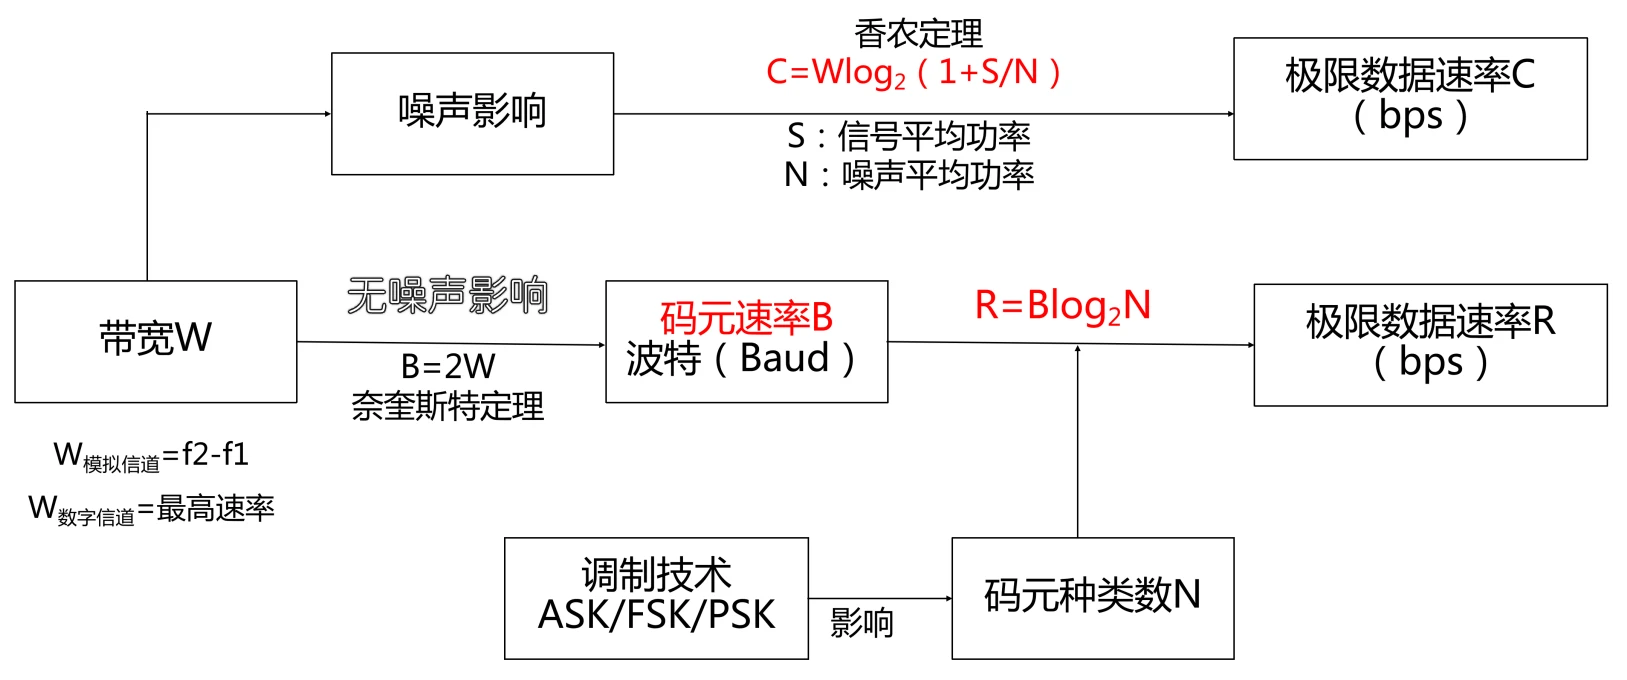 香农定理
C=Wlog₂（1+S/N）
噪声影响
极限数据速率C
（bps）
S：信号平均功率
N：噪声平均功率
无噪声影响
带宽W
B=2W
奈奎斯特定理
码元速率B
波特（Baud）
R=Blog₂N
极限数据速率R
（bps）
W模拟信道=f2-f1
W数字信道=最高速率
调制技术
ASK/FSK/PSK
影响
码元种类数N